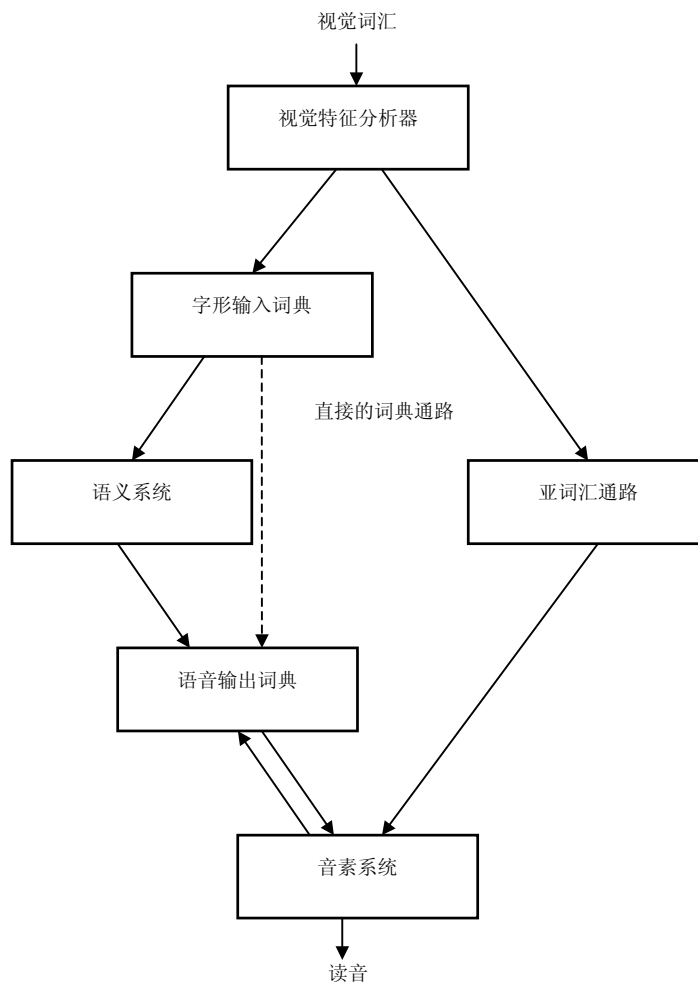 视觉词汇
视觉特征分析器
字形输入词典
直接的词典通路
语义系统
亚词汇通路
语音输出词典
音素系统
读音